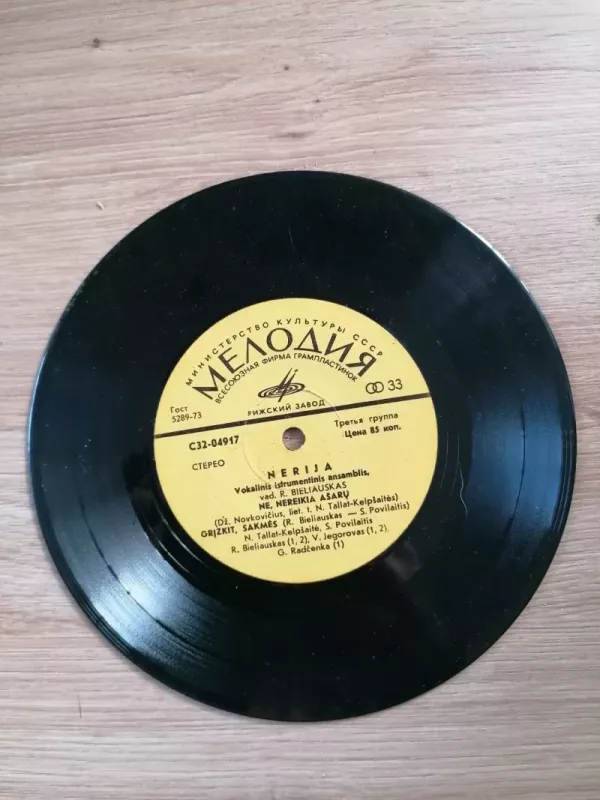 МИНИСТЕРСТВО КУЛЬТУРЫ СССР
МЕЛОДИЯ
ВСЕСОЮЗНАЯ ФИРМА ГРАМПЛАСТИНОК
Гост
5289-73
РИЖСКИЙ ЗАВОД
33
Третья группа
Цена 85 коп.
С32-04917
СТЕРЕО
NERIJA
Vokalinis istrumentinis ansamblis,
vad. R. BIELIAUSKAS
NE, NEREIKIA AŠARŲ
(Dž. Novkovičius, liet. t. N. Tallat-Kelpšaitės)
GRĮZKIT, SAKMĖS (R. Bieliauskas — S. Povilaitis)
N. Tallat-Kelpšaitė, S. Povilaitis
R. Bieliauskas (1, 2), V. Jegorovas (1, 2),
G. Radčenka (1)